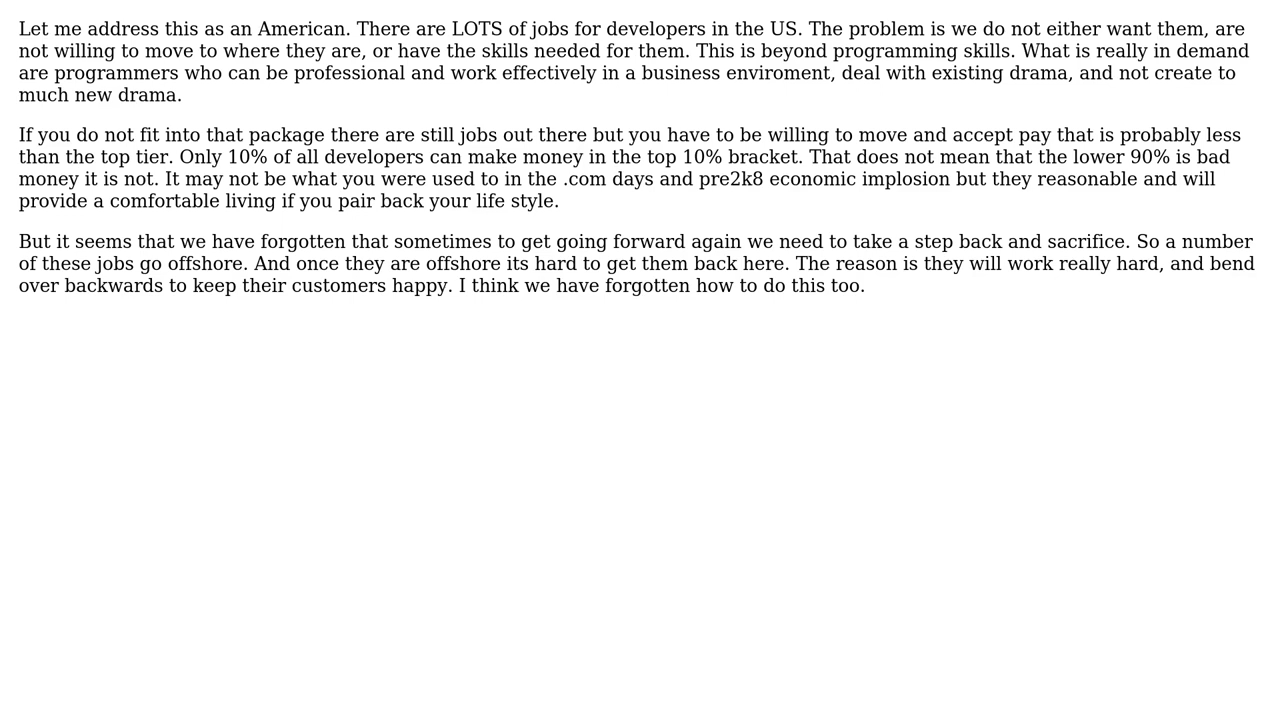 Let me address this as an American. There are LOTS of jobs for developers in the US. The problem is we do not either want them, are
not willing to move to where they are, or have the skills needed for them. This is beyond programming skills. What is really in demand
are programmers who can be professional and work effectively in a business enviroment, deal with existing drama, and not create to
much new drama.
If you do not fit into that package there are still jobs out there but you have to be willing to move and accept pay that is probably less
than the top tier. Only 10% of all developers can make money in the top 10% bracket. That does not mean that the lower 90% is bad
money it is not. It may not be what you were used to in the .com days and pre2k8 economic implosion but they reasonable and will
provide a comfortable living if you pair back your life style.
But it seems that we have forgotten that sometimes to get going forward again we need to take a step back and sacrifice. So a number
of these jobs go offshore. And once they are offshore its hard to get them back here. The reason is they will work really hard, and bend
over backwards to keep their customers happy. I think we have forgotten how to do this too.